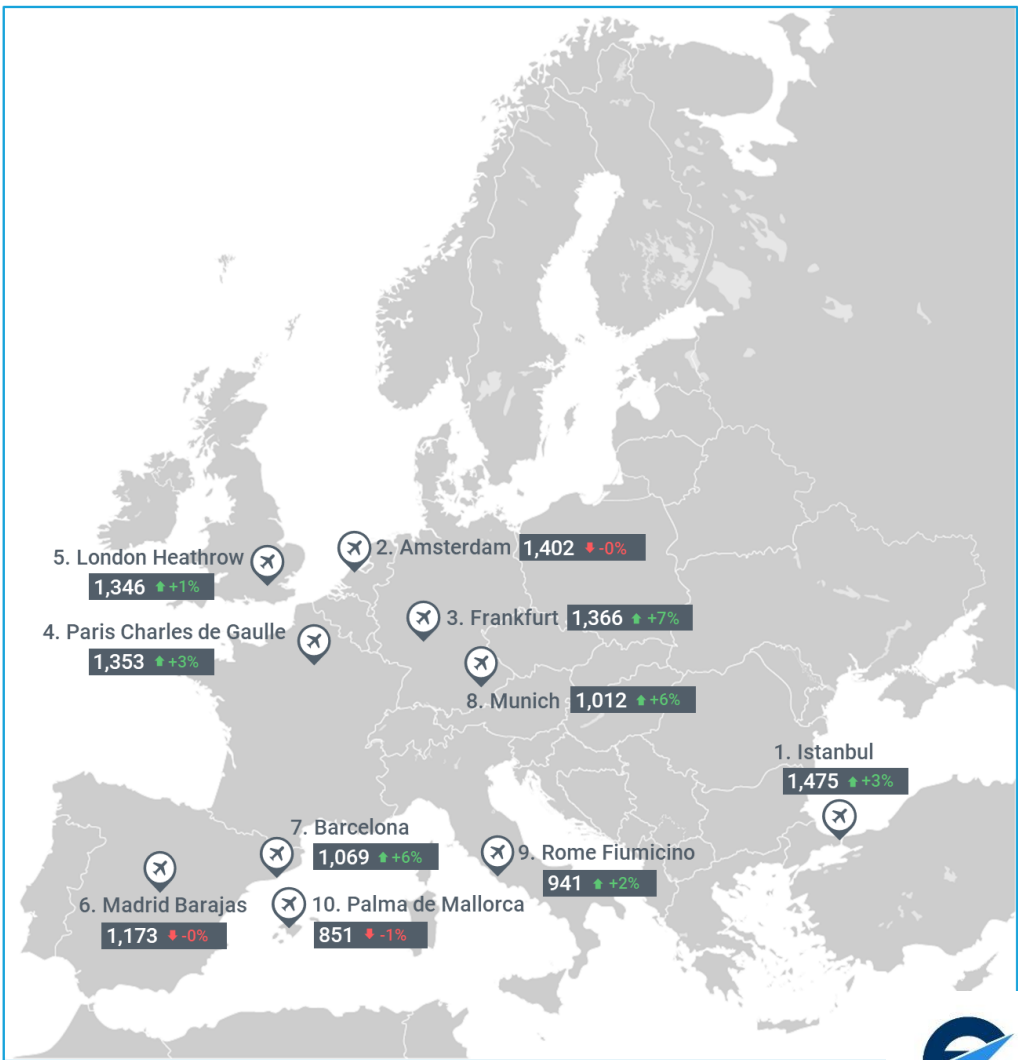 5. London Heathrow
1,346 +1%
2. Amsterdam 1,402 -0%
4. Paris Charles de Gaulle
1,353 +3%
3. Frankfurt 1,366 +7%
8. Munich 1,012 +6%
1. Istanbul
1,475 +3%
7. Barcelona
1,069 +6%
9. Rome Fiumicino
941 +2%
6. Madrid Barajas
1,173 -0%
10. Palma de Mallorca
851 -1%